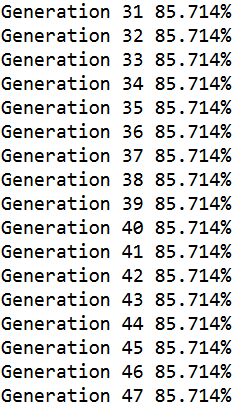 Generation 31 85.714%
Generation 32 85.714%
Generation 33 85.714%
Generation 34 85.714%
Generation 35 85.714%
Generation 36 85.714%
Generation 37 85.714%
Generation 38 85.714%
Generation 39 85.714%
Generation 40 85.714%
Generation 41 85.714%
Generation 42 85.714%
Generation 43 85.714%
Generation 44 85.714%
Generation 45 85.714%
Generation 46 85.714%
Generation 47 85.714%